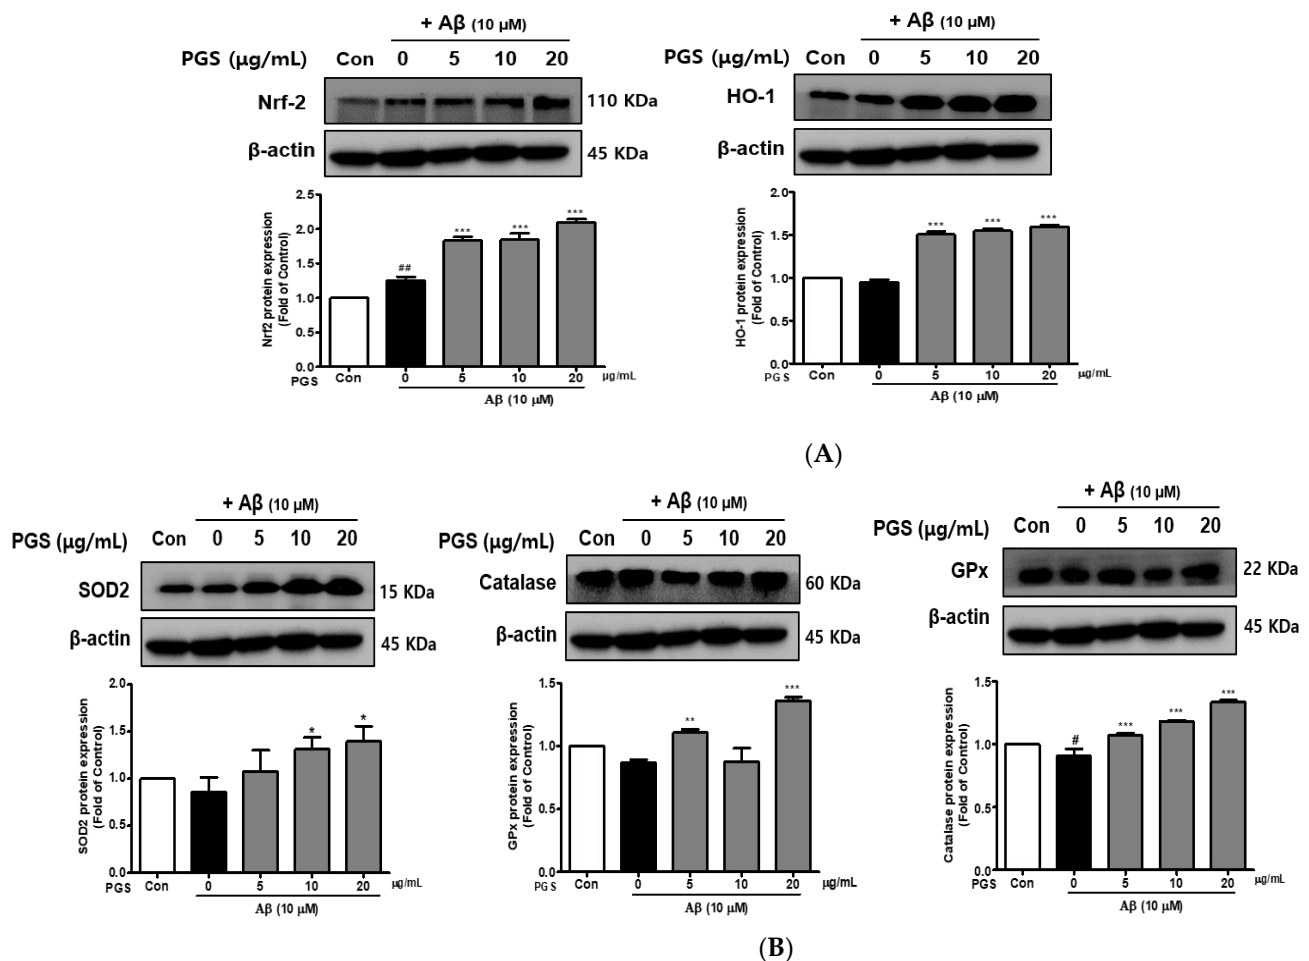 + Aβ (10 μM)
PGS (μg/mL) Con 0 5 10 20
Nrf-2 110 KDa
β-actin 45 KDa
Nrf2 protein expression
(Fold of Control)
2.5
2.0
1.5
1.0
0.5
0.0
##
***
***
***
PGS Con 0 5 10 20 μg/mL
Aβ (10 μM)
+ Aβ (10 μM)
PGS (μg/mL) Con 0 5 10 20
HO-1
β-actin
HO-1 protein expression
(Fold of Control)
2.0
1.5
1.0
0.5
0.0
***
***
***
PGS Con 0 5 10 20 μg/mL
Aβ (10 μM)
(A)
+ Aβ (10 μM)
PGS (μg/mL) Con 0 5 10 20
SOD2 15 KDa
β-actin 45 KDa
SOD2 protein expression
(Fold of Control)
2.0
1.5
1.0
0.5
0.0
*
*
PGS Con 0 5 10 20 μg/mL
Aβ (10 μM)
+ Aβ (10 μM)
PGS (μg/mL) Con 0 5 10 20
Catalase 60 KDa
β-actin 45 KDa
GPx protein expression
(Fold of Control)
1.5
1.0
0.5
0.0
**
***
PGS Con 0 5 10 20 μg/mL
Aβ (10 μM)
+ Aβ (10 μM)
PGS (μg/mL) Con 0 5 10 20
GPx 22 KDa
β-actin 45 KDa
Catalase protein expression
(Fold of Control)
1.5
1.0
0.5
0.0
#
***
***
***
PGS Con 0 5 10 20 μg/mL
Aβ (10 μM)
(B)